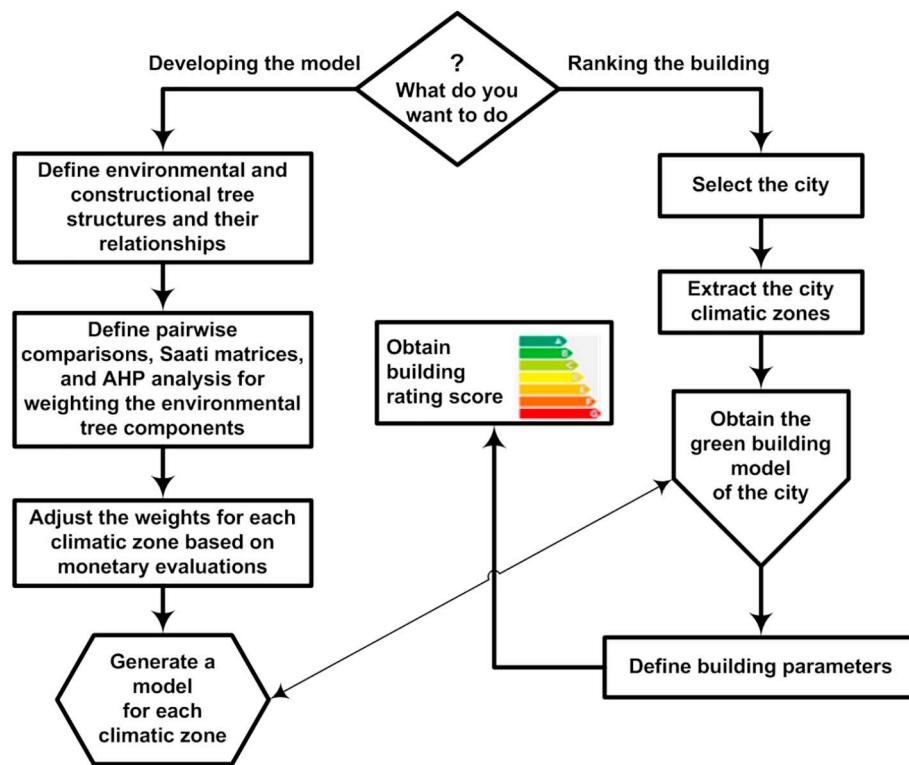 ?
What do you
want to do
Developing the model
Ranking the building
Define environmental and
constructional tree
structures and their
relationships
Define pairwise
comparisons, Saati matrices,
and AHP analysis for
weighting the environmental
tree components
Adjust the weights for each
climatic zone based on
monetary evaluations
Generate a
model
for each
climatic zone
Select the city
Extract the city
climatic zones
Obtain the
green building
model
of the city
Define building parameters
Obtain
building
rating score
A
B
C
E
F
G